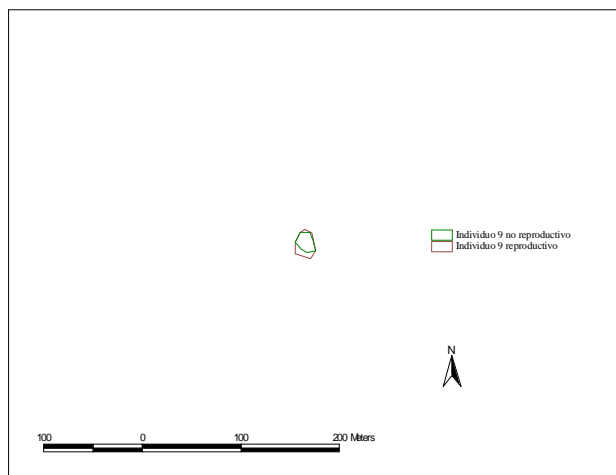 Individuo 9 no reproductivo
Individuo 9 reproductivo
N
100 0 100 200 Meters